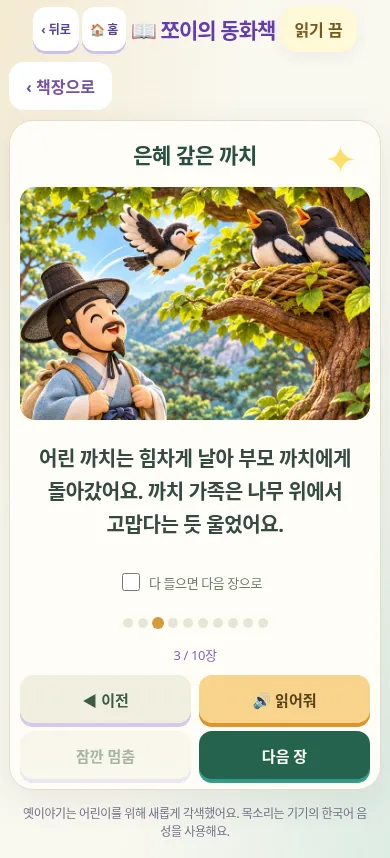 ‹ 뒤로 🏠 홈 📖 쪼이의 동화책 읽기 끝
‹ 책장으로
은혜 갚은 까치
어린 까치는 힘차게 날아 부모 까치에게
돌아갔어요. 까치 가족은 나무 위에서
고맙다는 듯 울었어요.
다 들으면 다음 장으로
3 / 10장
◀ 이전 🔊 읽어줘
잠깐 멈춤 다음 장
옛이야기는 어린이를 위해 새롭게 각색했어요. 목소리는 기기의 한국어 음
성을 사용해요.